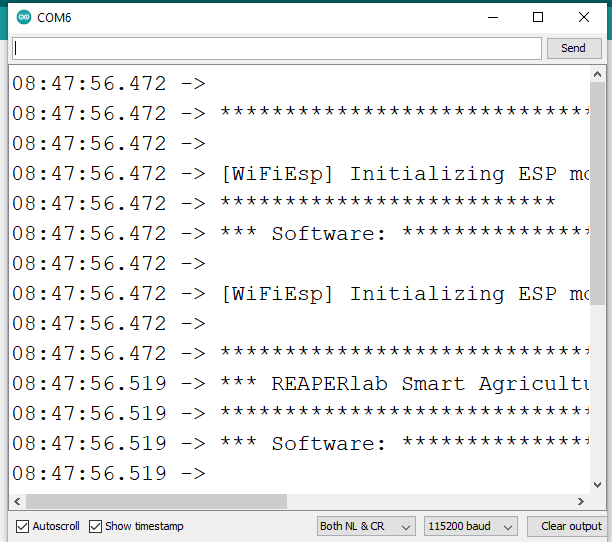 COM6
Send
08:47:56.472 ->
08:47:56.472 -> *****************************
08:47:56.472 ->
08:47:56.472 -> [WiFiEsp] Initializing ESP mo
08:47:56.472 -> **************************
08:47:56.472 -> *** Software: ***************
08:47:56.472 ->
08:47:56.472 -> [WiFiEsp] Initializing ESP mo
08:47:56.472 ->
08:47:56.472 -> *****************************
08:47:56.519 -> *** REAPERlab Smart Agricultu
08:47:56.519 -> *****************************
08:47:56.519 -> *** Software: ***************
08:47:56.519 ->
Autoscroll Show timestamp Both NL & CR 115200 baud Clear output